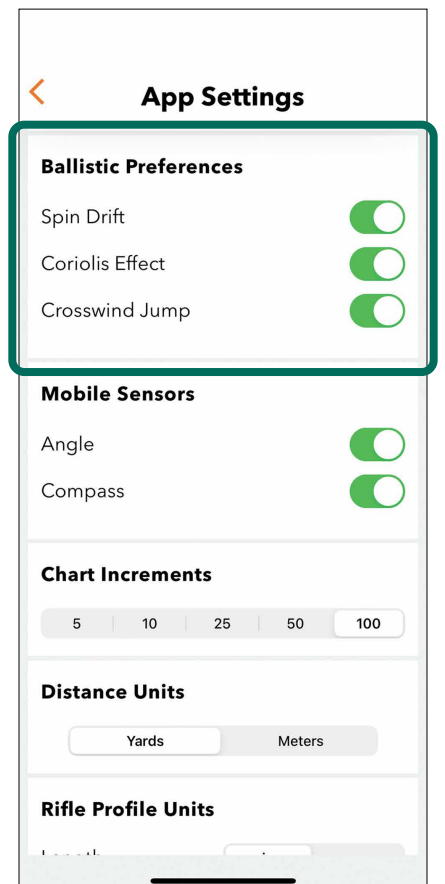 App Settings
Ballistic Preferences
Spin Drift
Coriolis Effect
Crosswind Jump
Mobile Sensors
Angle
Compass
Chart Increments
5 10 25 50 100
Distance Units
Yards Meters
Rifle Profile Units